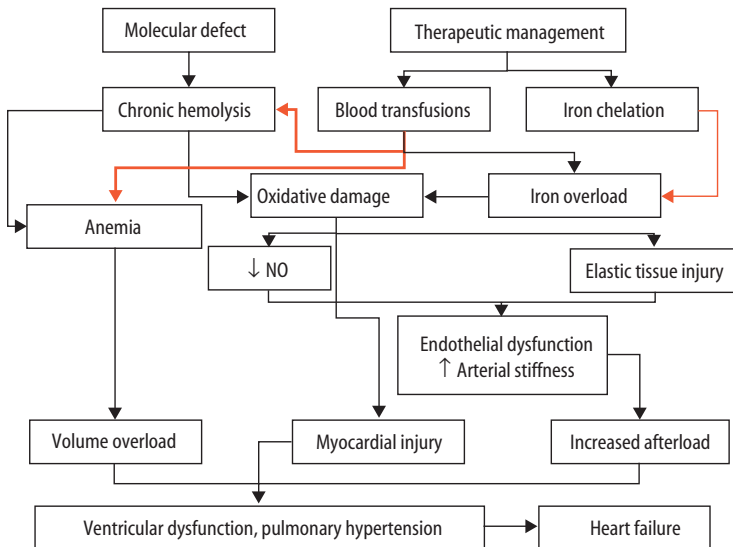 Molecular defect
Therapeutic management
Chronic hemolysis
Blood transfusions
Iron chelation
Oxidative damage
Iron overload
Anemia
↓ NO
Elastic tissue injury
Endothelial dysfunction
↑ Arterial stiffness
Volume overload
Myocardial injury
Increased afterload
Ventricular dysfunction, pulmonary hypertension
Heart failure